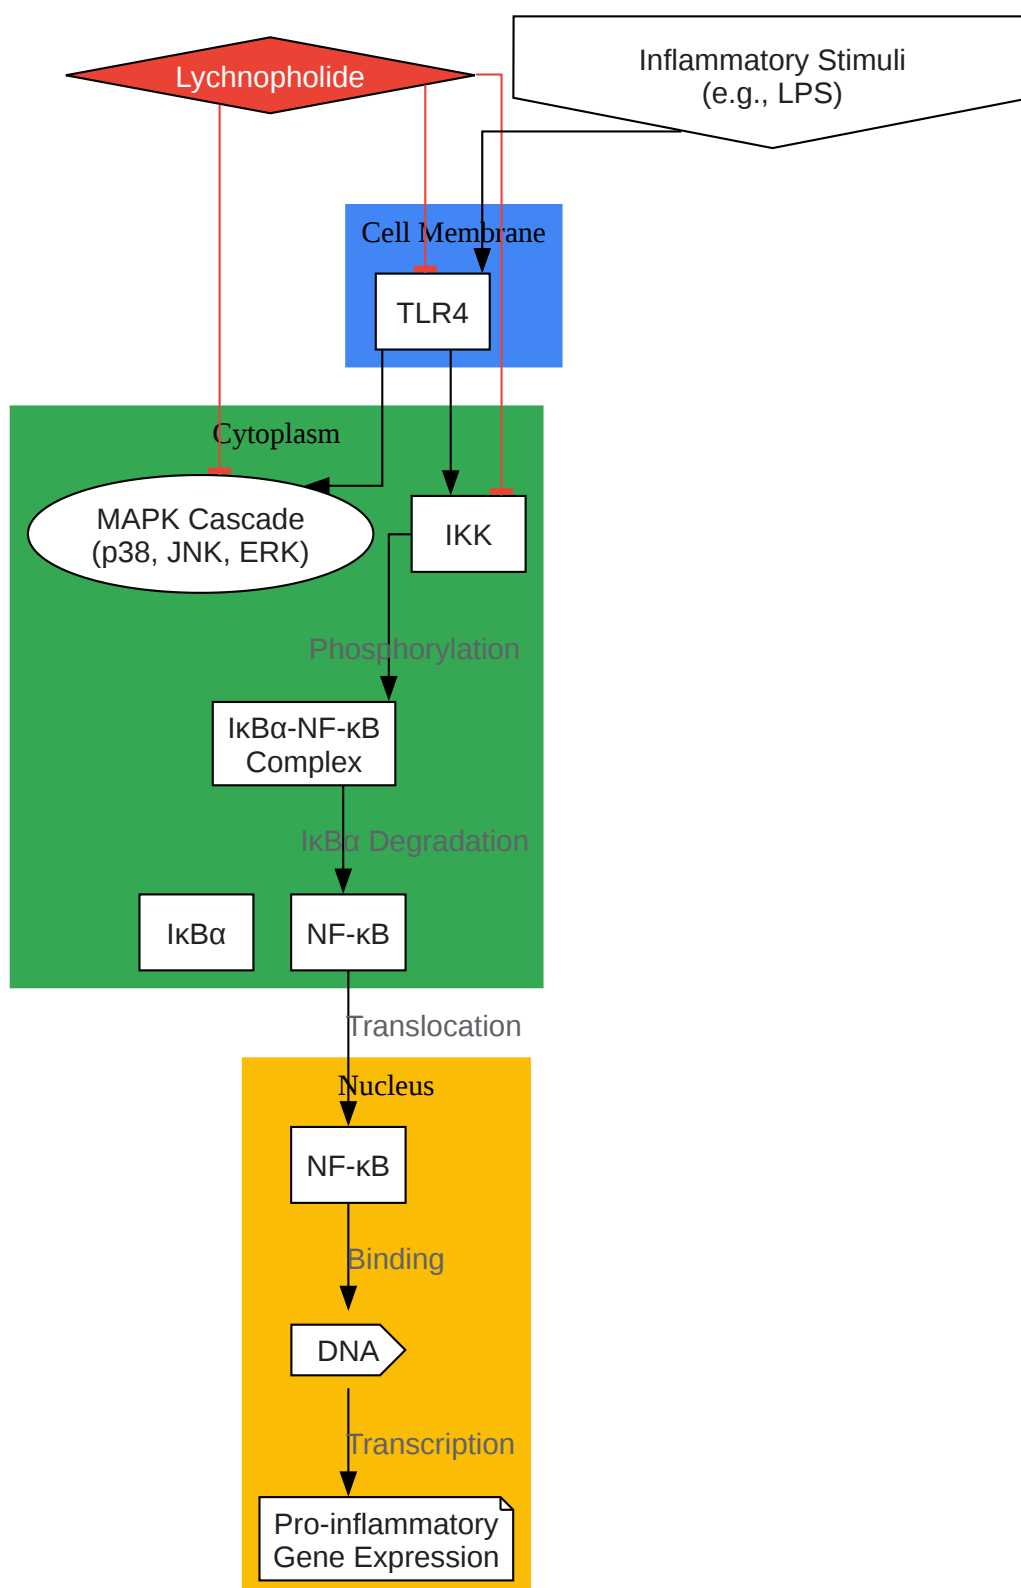 Lychnopholide
Inflammatory Stimuli
(e.g., LPS)
Cell Membrane
TLR4
Cytoplasm
MAPK Cascade
(p38, JNK, ERK)
IKK
Phosphorylation
IκBα-NF-κB
Complex
IκBα Degradation
IκBα
NF-κB
Translocation
Nucleus
NF-κB
Binding
DNA
Transcription
Pro-inflammatory
Gene Expression